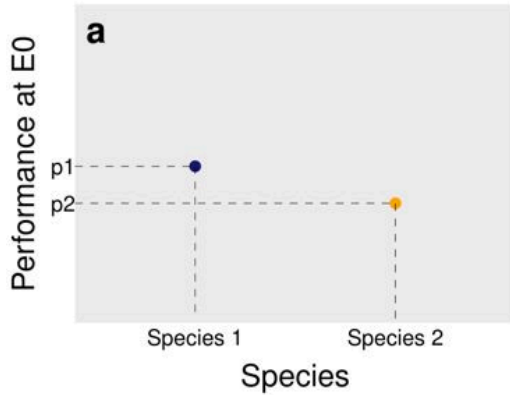 a
Performance at E0
p1
p2
Species 1
Species 2
Species